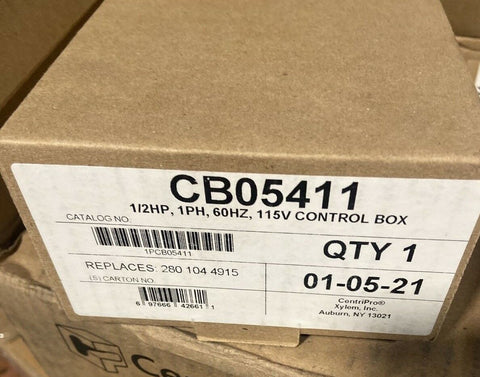 CB05411
1/2HP, 1PH, 60HZ, 115V CONTROL BOX
CATALOG NO.
1PCB05411
QTY 1
REPLACES: 280 104 4915
(S) CARTON NO.
01-05-21
6 97666 42661 1
CentriPro®
Xylem, Inc.
Auburn, NY 13021
Ce